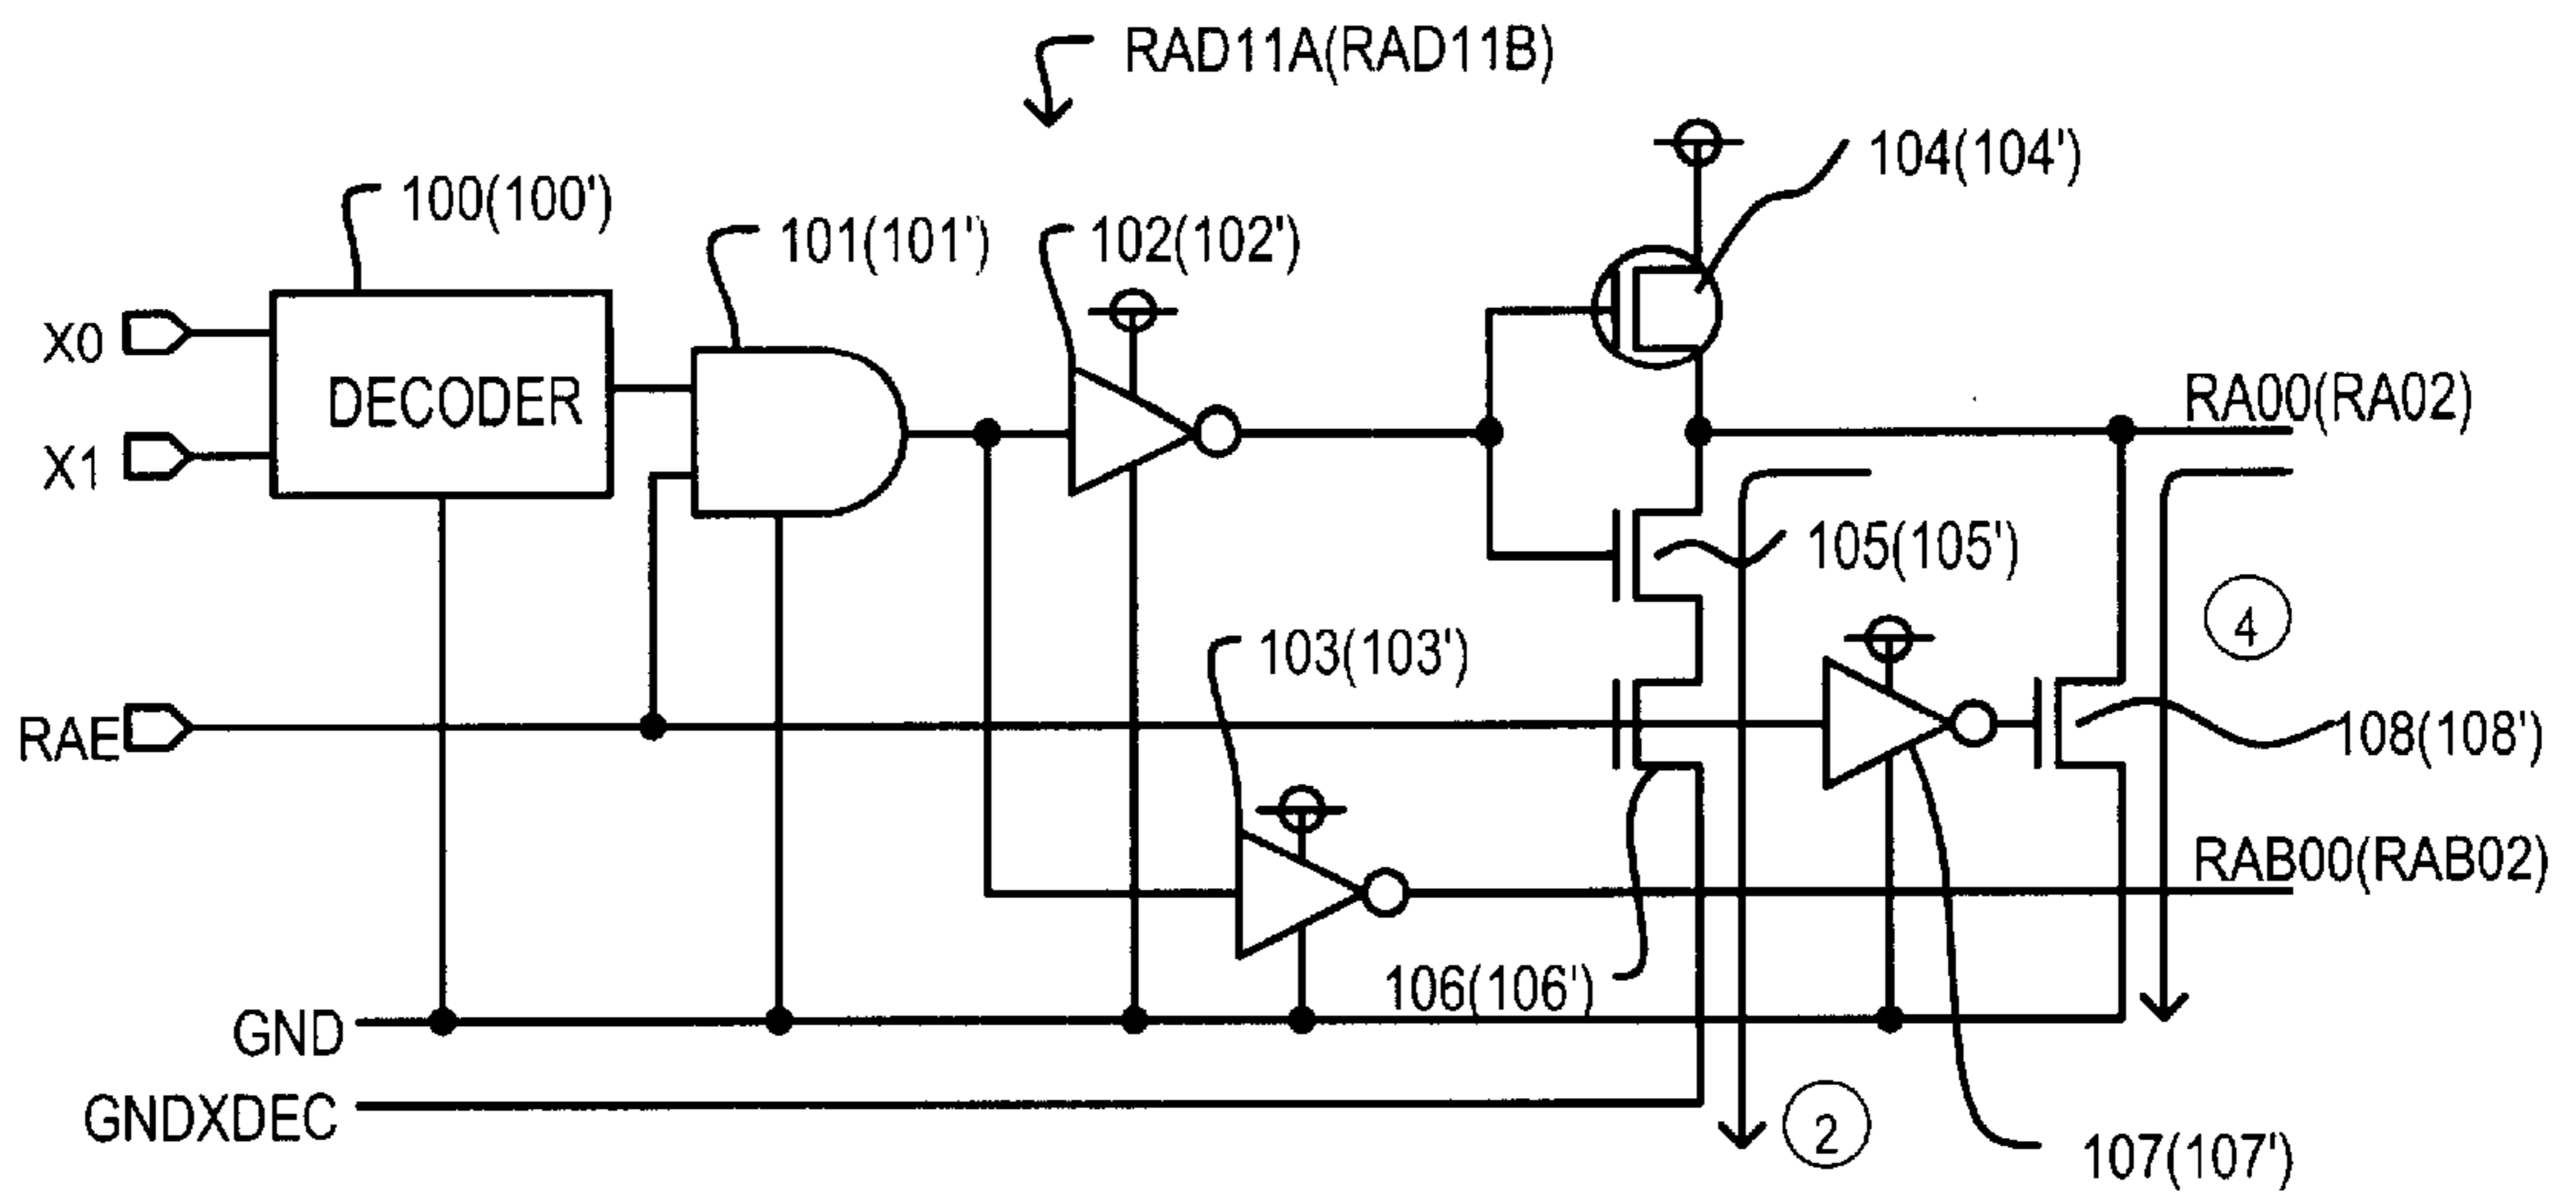 RAD11A(RAD11B)
104(104')
100(100')
101(101')
102(102')
X0
DECODER
RA00(RA02)
X1
105(105')
4
103(103')
RAE
108(108')
RAB00(RAB02)
106(106')
GND
GNDXDEC
2
107(107')